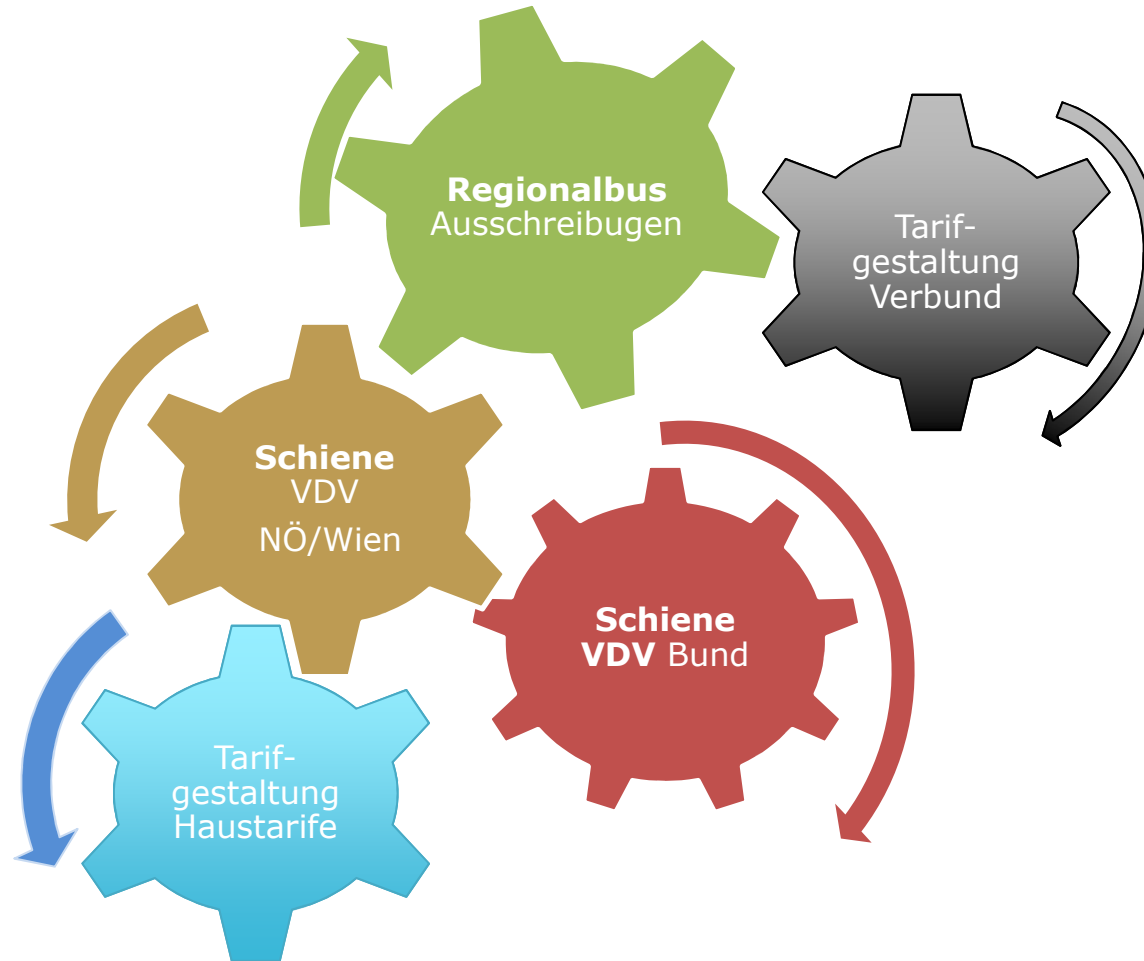 Regionalbus
Ausschreibugen
Tarif-
gestaltung
Verbund
Schiene
VDV
NÖ/Wien
Schiene
VDV Bund
Tarif-
gestaltung
Haustarife